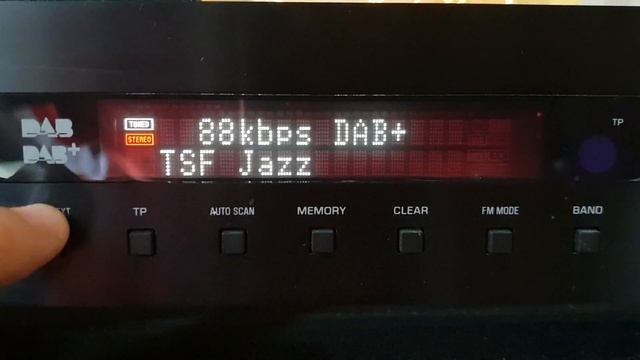 DAB
DAB+
TUNED
STEREO
88kbps DAB+
TSF Jazz
TP
TP
AUTO SCAN
MEMORY
CLEAR
FM MODE
BAND